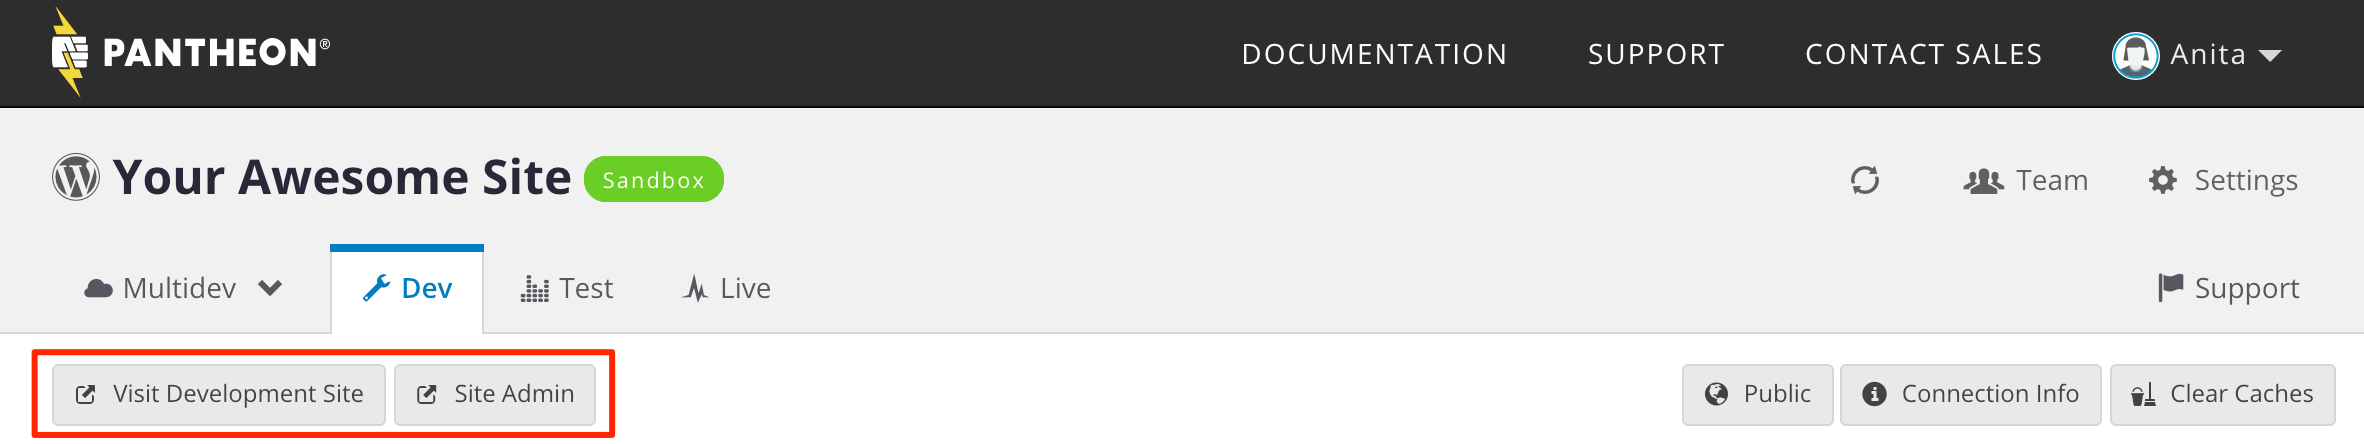 PANTHEON®
DOCUMENTATION SUPPORT CONTACT SALES Anita
Your Awesome Site Sandbox
Team Settings
Multidev Dev Test Live Support
Visit Development Site Site Admin Public Connection Info Clear Caches